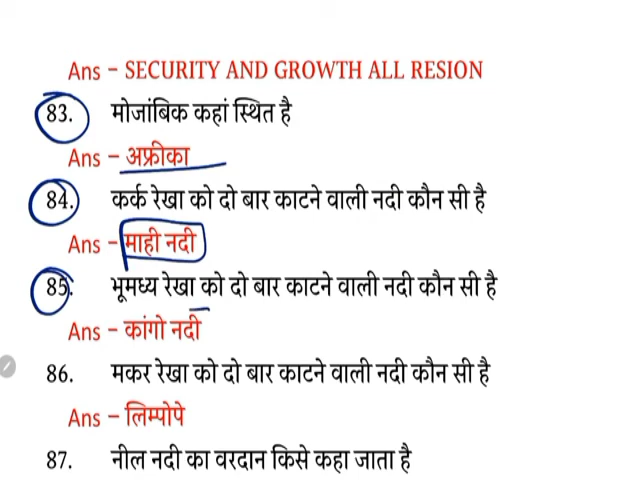 Ans – SECURITY AND GROWTH ALL RESION
83. मोजांबिक कहां स्थित है
Ans – अफ्रीका
84. कर्क रेखा को दो बार काटने वाली नदी कौन सी है
Ans – माही नदी
85. भूमध्य रेखा को दो बार काटने वाली नदी कौन सी है
Ans – कांगो नदी
86. मकर रेखा को दो बार काटने वाली नदी कौन सी है
Ans – लिम्पोपे
87. नील नदी का वरदान किसे कहा जाता है